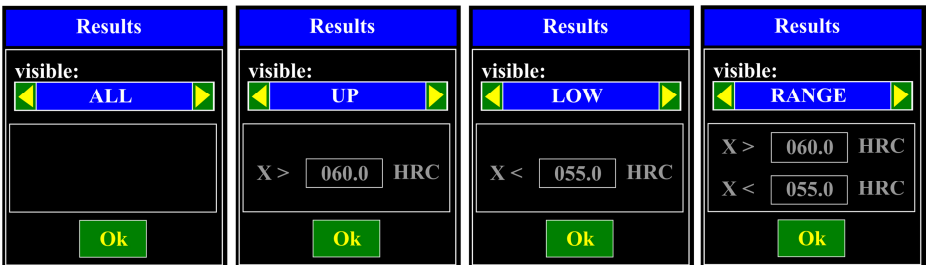 Results
visible:
ALL
Ok
Results
visible:
UP
X > 060.0 HRC
Ok
Results
visible:
LOW
X < 055.0 HRC
Ok
Results
visible:
RANGE
X > 060.0 HRC
X < 055.0 HRC
Ok